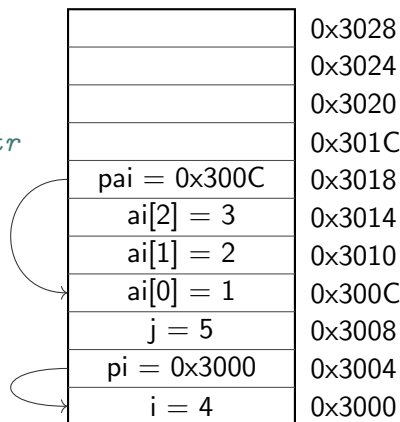 0x3028
0x3024
0x3020
0x301C
pai = 0x300C 0x3018
ai[2] = 3 0x3014
ai[1] = 2 0x3010
ai[0] = 1 0x300C
j = 5 0x3008
pi = 0x3000 0x3004
i = 4 0x3000